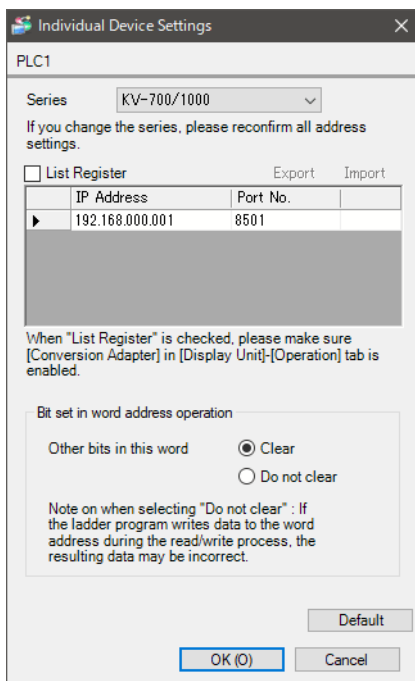 Individual Device Settings
PLC1
Series KV-700/1000
If you change the series, please reconfirm all address
settings.
List Register Export Import
IP Address Port No.
192.168.000.001 8501
When "List Register" is checked, please make sure
[Conversion Adapter] in [Display Unit]-[Operation] tab is
enabled.
Bit set in word address operation
Other bits in this word Clear
Do not clear
Note on when selecting "Do not clear" : If
the ladder program writes data to the word
address during the read/write process, the
resulting data may be incorrect.
Default
OK (O) Cancel